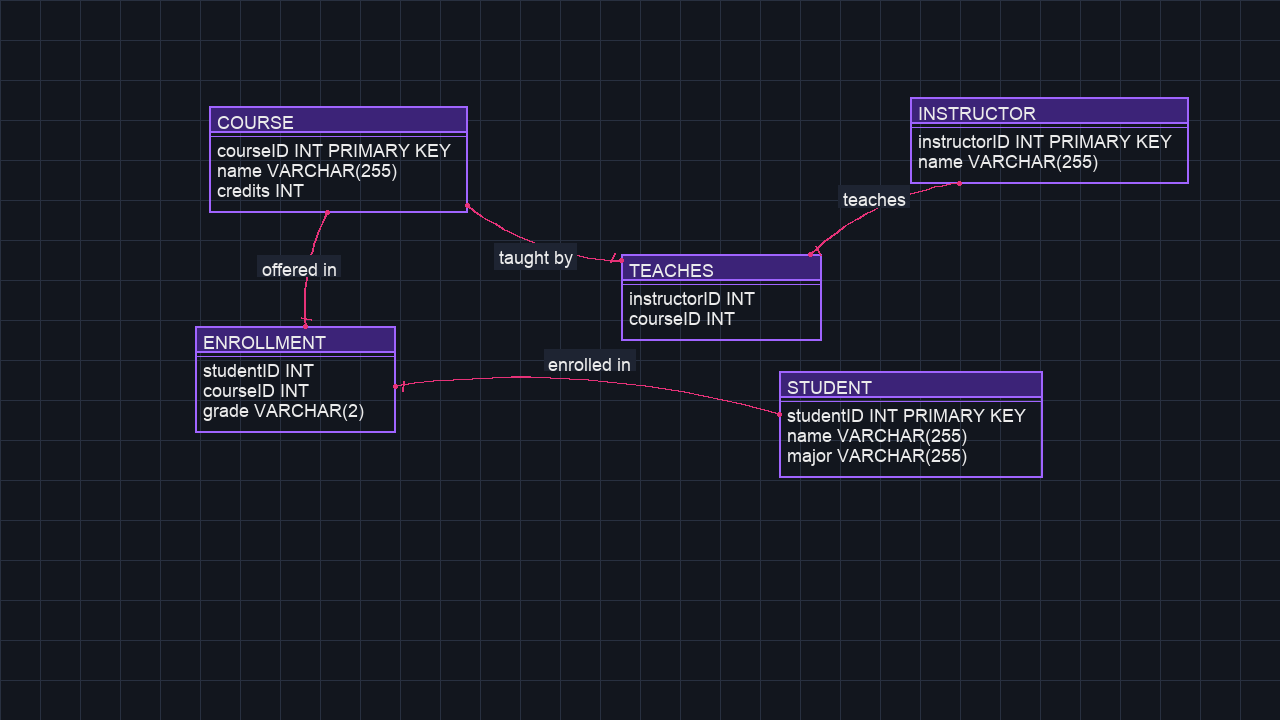 COURSE
courseID INT PRIMARY KEY
name VARCHAR(255)
credits INT
INSTRUCTOR
instructorID INT PRIMARY KEY
name VARCHAR(255)
teaches
taught by
offered in
TEACHES
instructorID INT
courseID INT
ENROLLMENT
studentID INT
courseID INT
grade VARCHAR(2)
enrolled in
STUDENT
studentID INT PRIMARY KEY
name VARCHAR(255)
major VARCHAR(255)